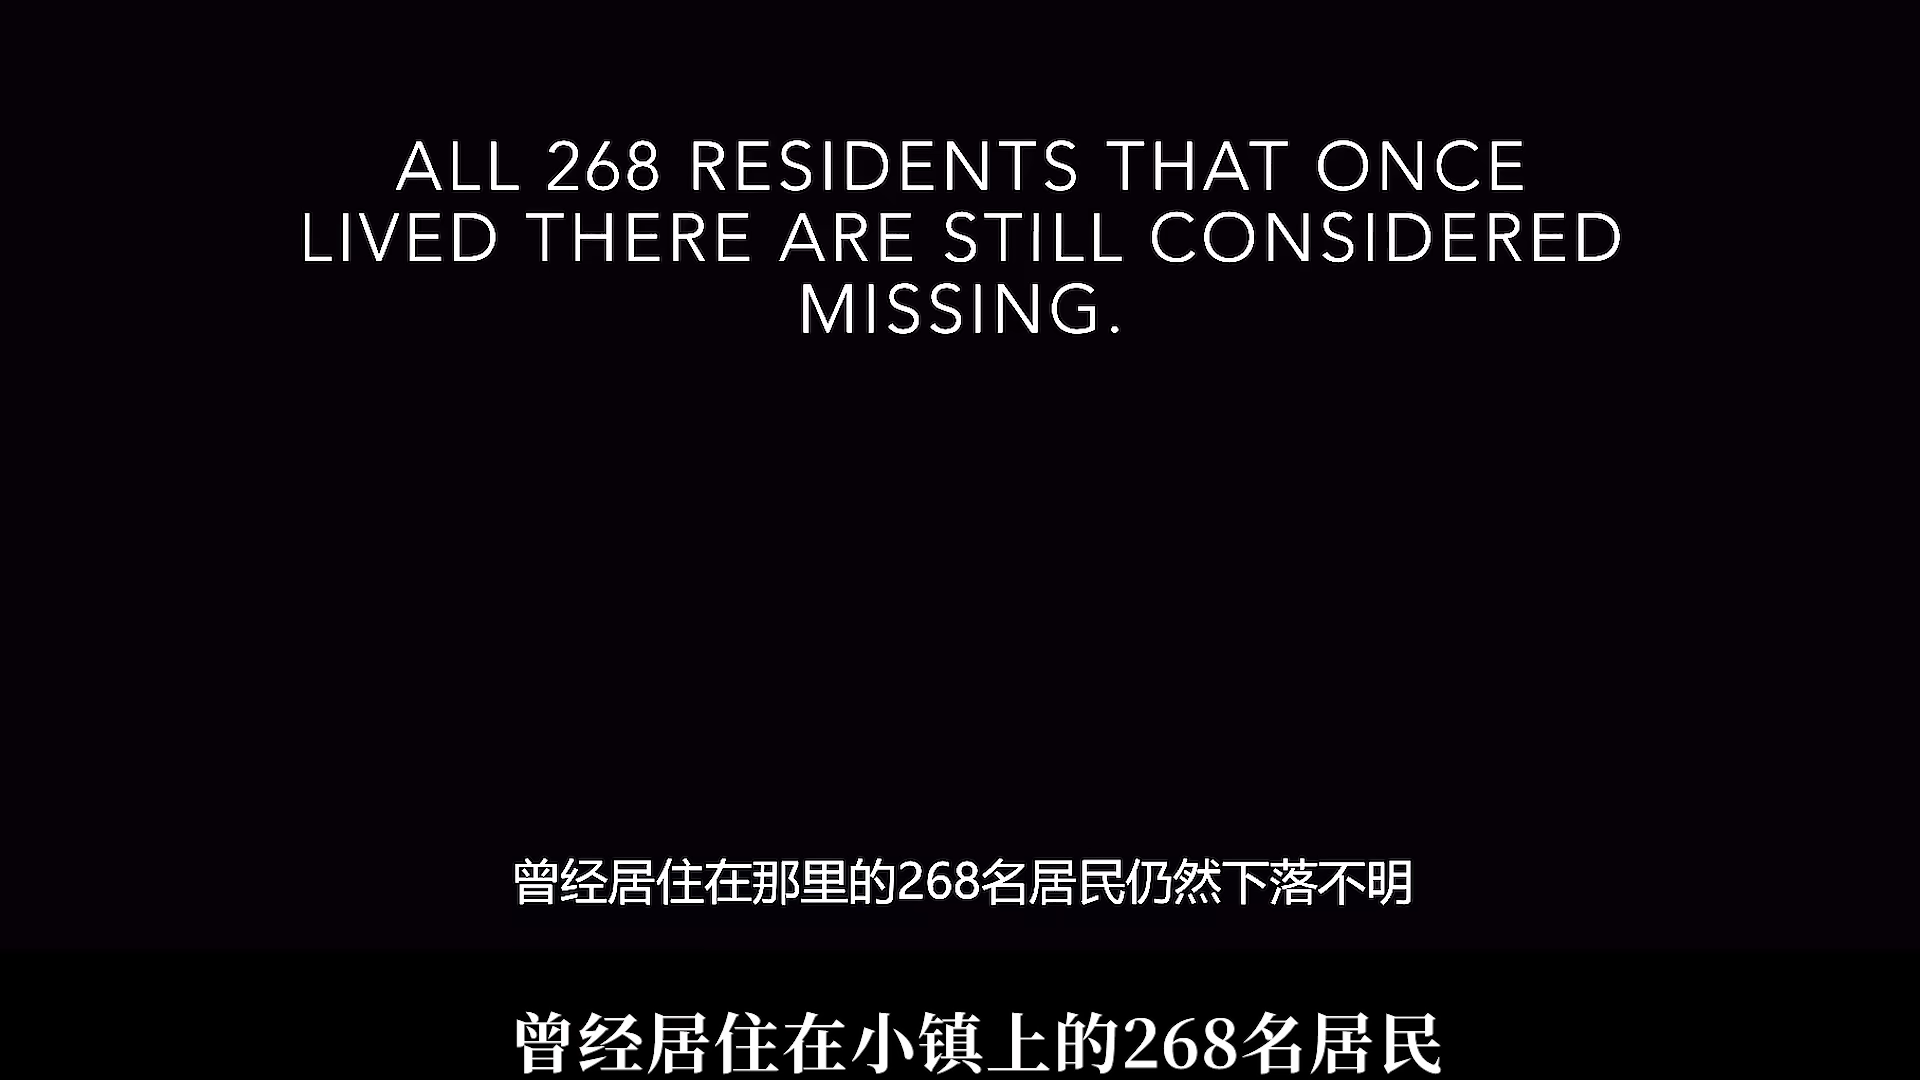 ALL 268 RESIDENTS THAT ONCE
LIVED THERE ARE STILL CONSIDERED
MISSING.
曾经居住在那里的268名居民仍然下落不明
曾经居住在小镇上的268名居民